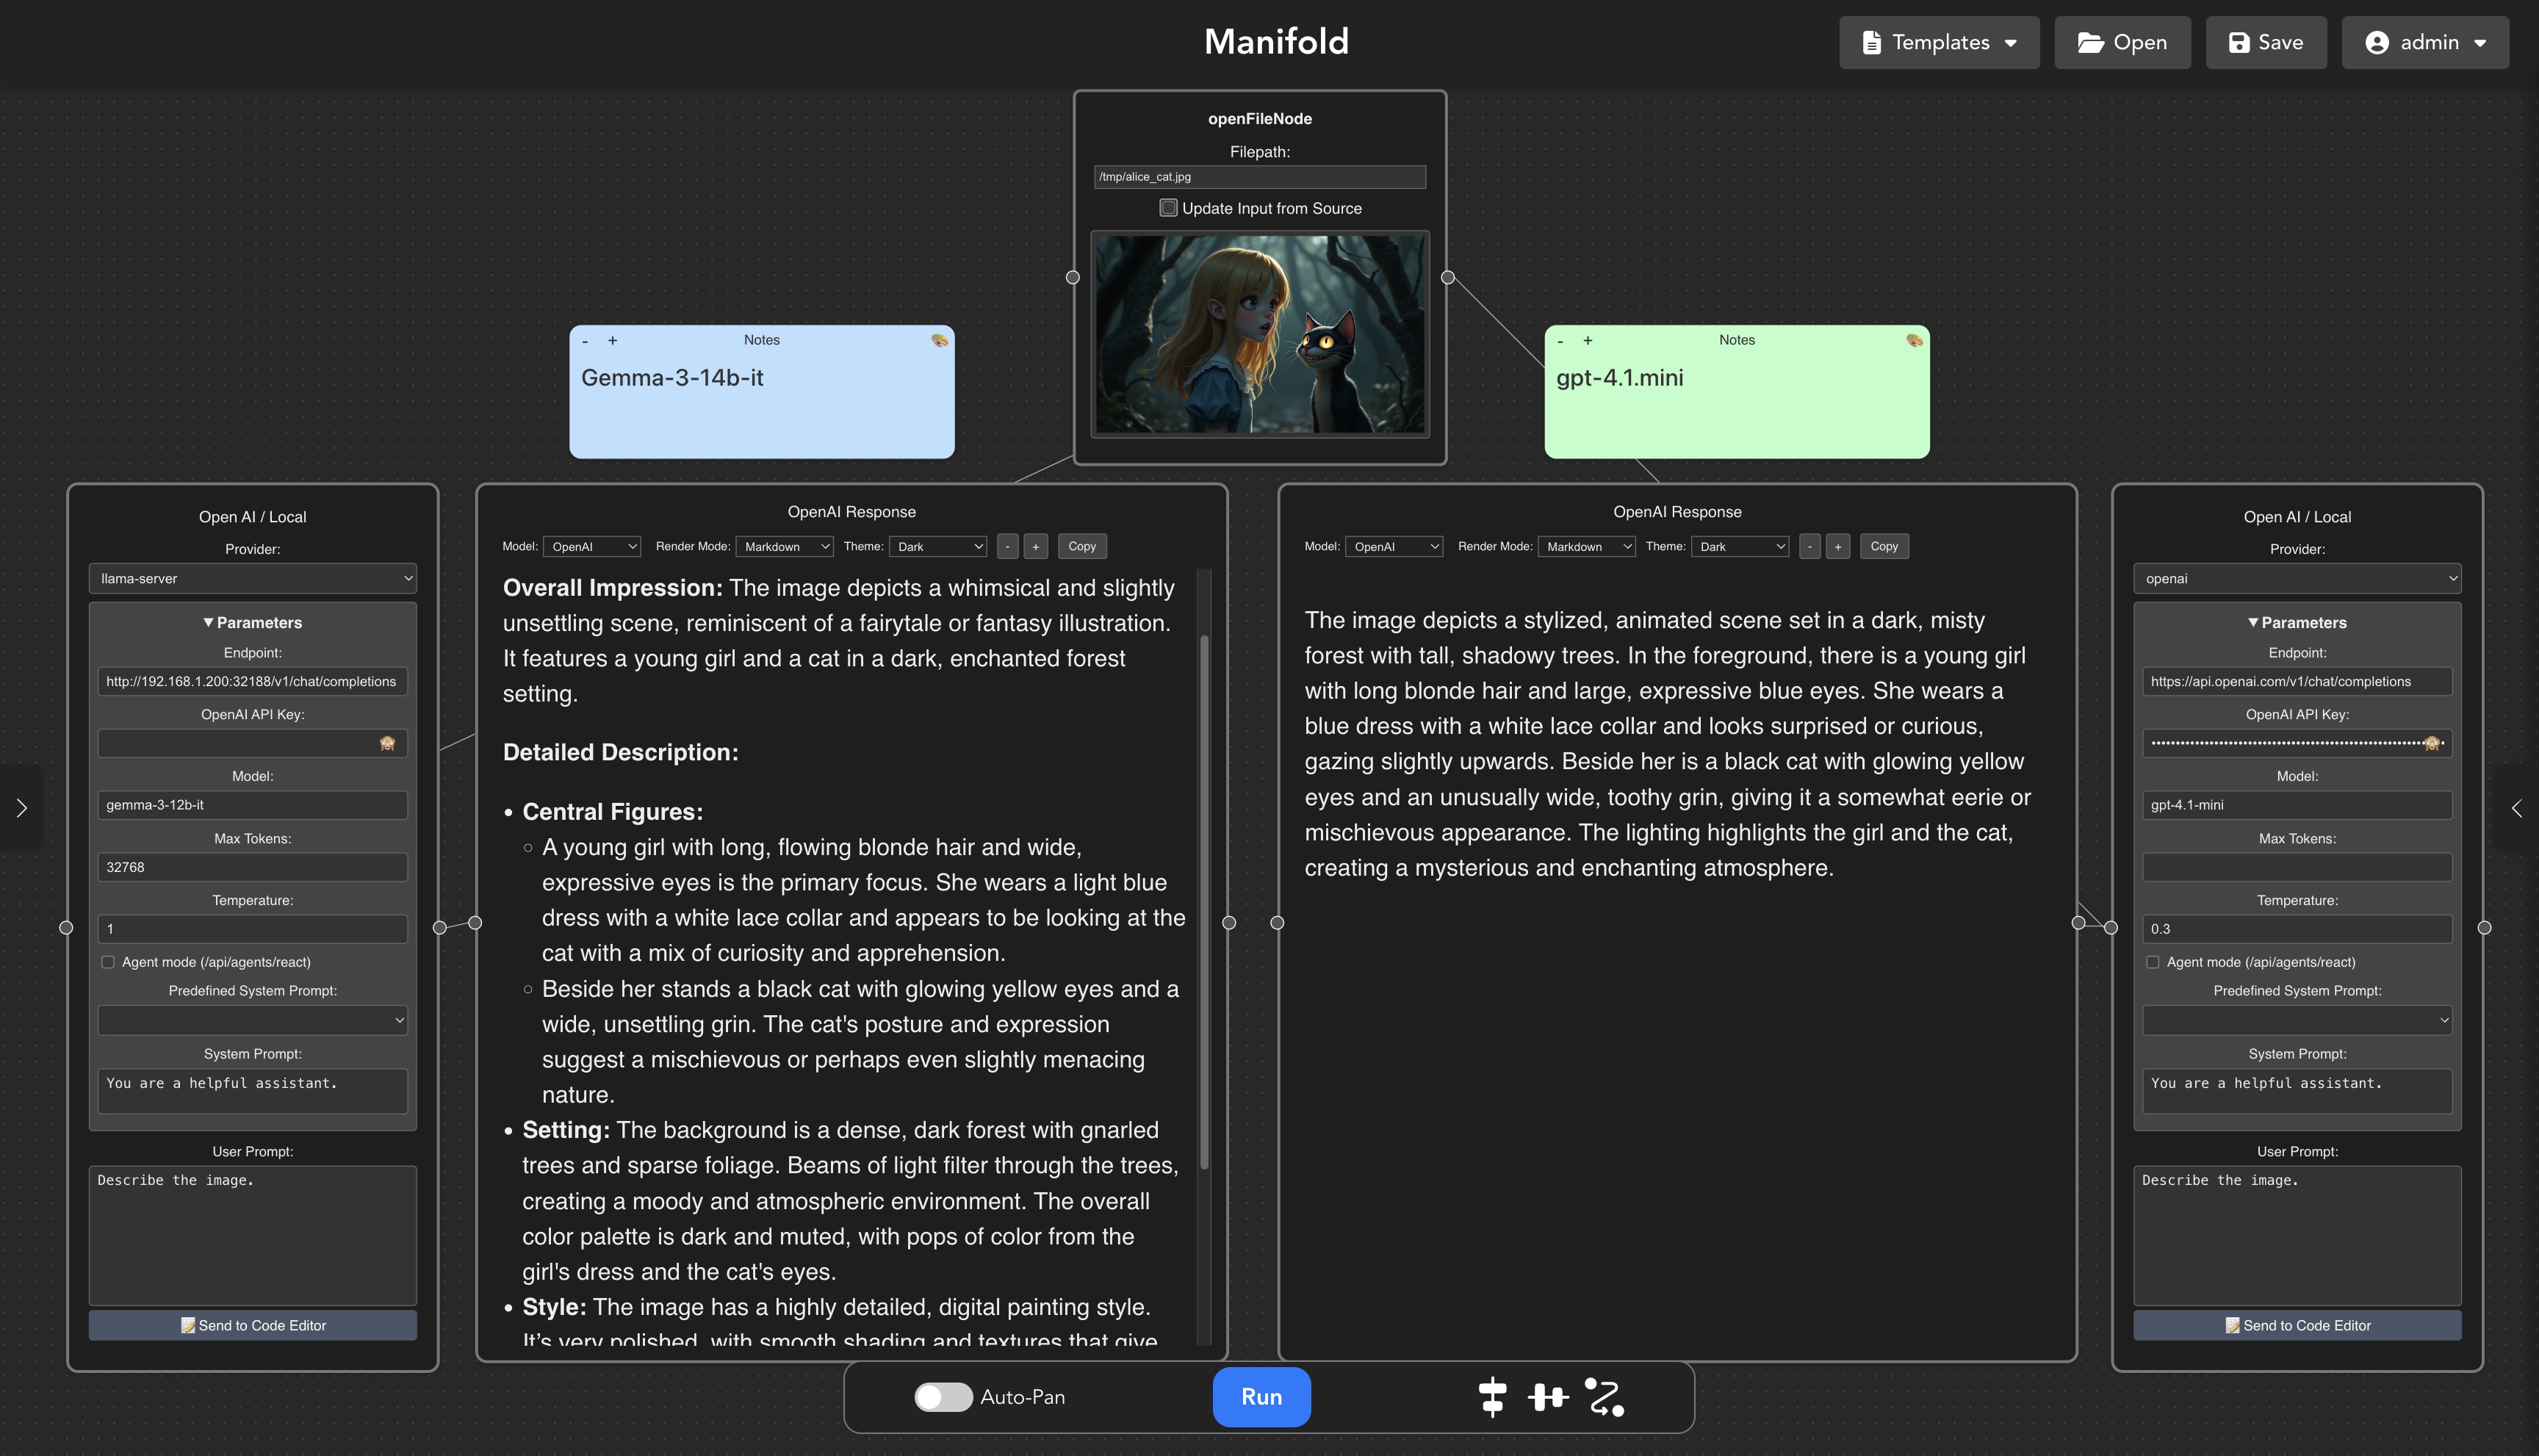 Manifold
Templates
Open
Save
admin
openFileNode
Filepath:
/tmp/alice_cat.jpg
Update Input from Source
- + Notes
Gemma-3-14b-it
- + Notes
gpt-4.1.mini
Open AI / Local
Provider:
llama-server
▼ Parameters
Endpoint:
http://192.168.1.200:32188/v1/chat/completions
OpenAI API Key:
Model:
gemma-3-12b-it
Max Tokens:
32768
Temperature:
1
Agent mode (/api/agents/react)
Predefined System Prompt:
System Prompt:
You are a helpful assistant.
User Prompt:
Describe the image.
Send to Code Editor
OpenAI Response
Model: OpenAI Render Mode: Markdown Theme: Dark - + Copy
Overall Impression: The image depicts a whimsical and slightly
unsettling scene, reminiscent of a fairytale or fantasy illustration.
It features a young girl and a cat in a dark, enchanted forest
setting.
Detailed Description:
• Central Figures:
○ A young girl with long, flowing blonde hair and wide,
expressive eyes is the primary focus. She wears a light blue
dress with a white lace collar and appears to be looking at the
cat with a mix of curiosity and apprehension.
○ Beside her stands a black cat with glowing yellow eyes and a
wide, unsettling grin. The cat's posture and expression
suggest a mischievous or perhaps even slightly menacing
nature.
• Setting: The background is a dense, dark forest with gnarled
trees and sparse foliage. Beams of light filter through the trees,
creating a moody and atmospheric environment. The overall
color palette is dark and muted, with pops of color from the
girl's dress and the cat's eyes.
• Style: The image has a highly detailed, digital painting style.
It’s very polished, with smooth shading and textures that give
OpenAI Response
Model: OpenAI Render Mode: Markdown Theme: Dark - + Copy
The image depicts a stylized, animated scene set in a dark, misty
forest with tall, shadowy trees. In the foreground, there is a young girl
with long blonde hair and large, expressive blue eyes. She wears a
blue dress with a white lace collar and looks surprised or curious,
gazing slightly upwards. Beside her is a black cat with glowing yellow
eyes and an unusually wide, toothy grin, giving it a somewhat eerie or
mischievous appearance. The lighting highlights the girl and the cat,
creating a mysterious and enchanting atmosphere.
Open AI / Local
Provider:
openai
▼ Parameters
Endpoint:
https://api.openai.com/v1/chat/completions
OpenAI API Key:
Model:
gpt-4.1-mini
Max Tokens:
Temperature:
0.3
Agent mode (/api/agents/react)
Predefined System Prompt:
System Prompt:
You are a helpful assistant.
User Prompt:
Describe the image.
Send to Code Editor
Auto-Pan
Run